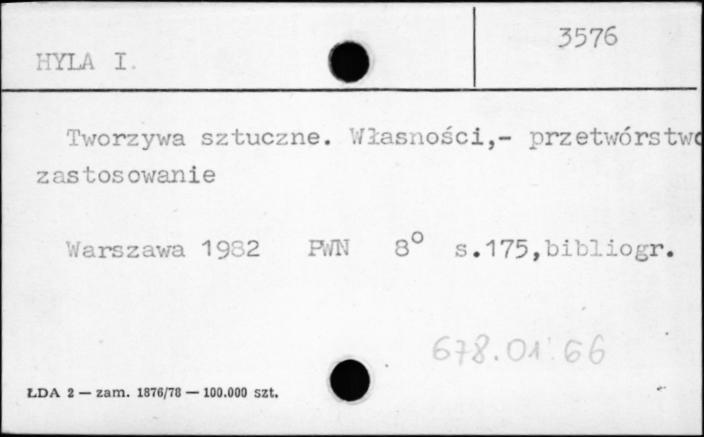 3576
HYLA I.
Tworzywa sztuczne. Własności,- przetwórstwo
zastosowanie
Warszawa 1982 PWN 8° s.175,bibliogr.
678.01.66
ŁDA 2 — zam. 1876/78 — 100.000 szt.